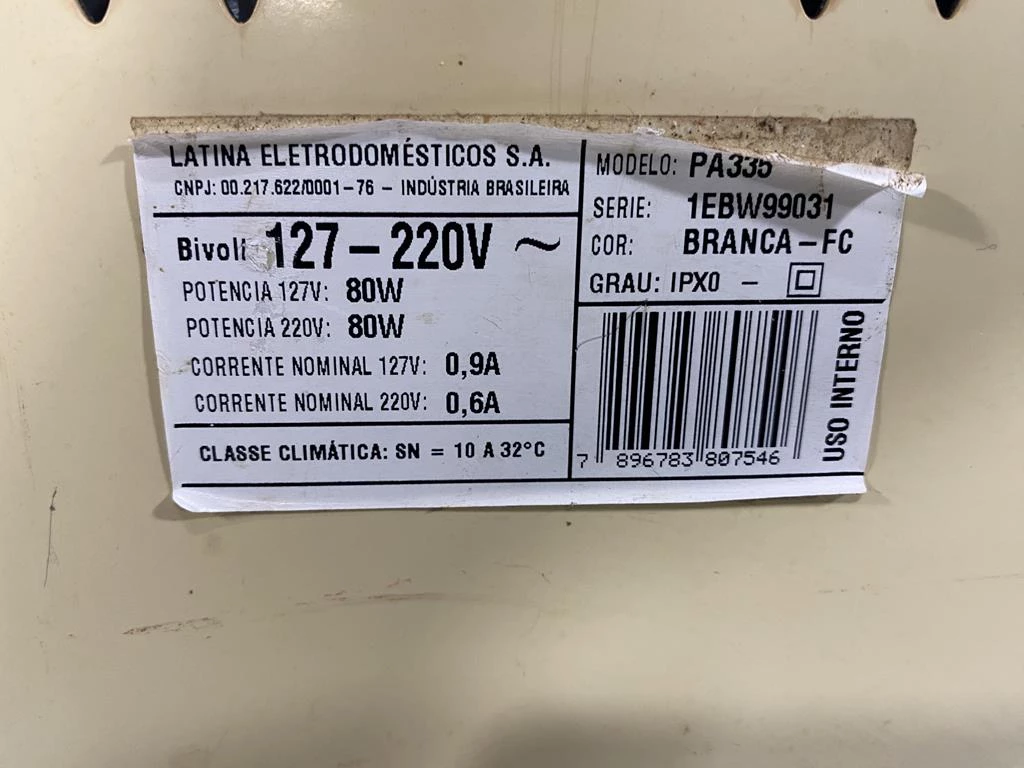 LATINA ELETRODOMÉSTICOS S.A.
CNPJ: 00.217.622/0001-76 - INDÚSTRIA BRASILEIRA
Bivolt 127-220V ~
POTENCIA 127V: 80W
POTENCIA 220V: 80W
CORRENTE NOMINAL 127V: 0,9A
CORRENTE NOMINAL 220V: 0,6A
CLASSE CLIMÁTICA: SN = 10 A 32°C
MODELO: PA335
SERIE: 1EBW99031
COR: BRANCA-FC
GRAU: IPX0 -
7 896783 807546
USO INTERNO